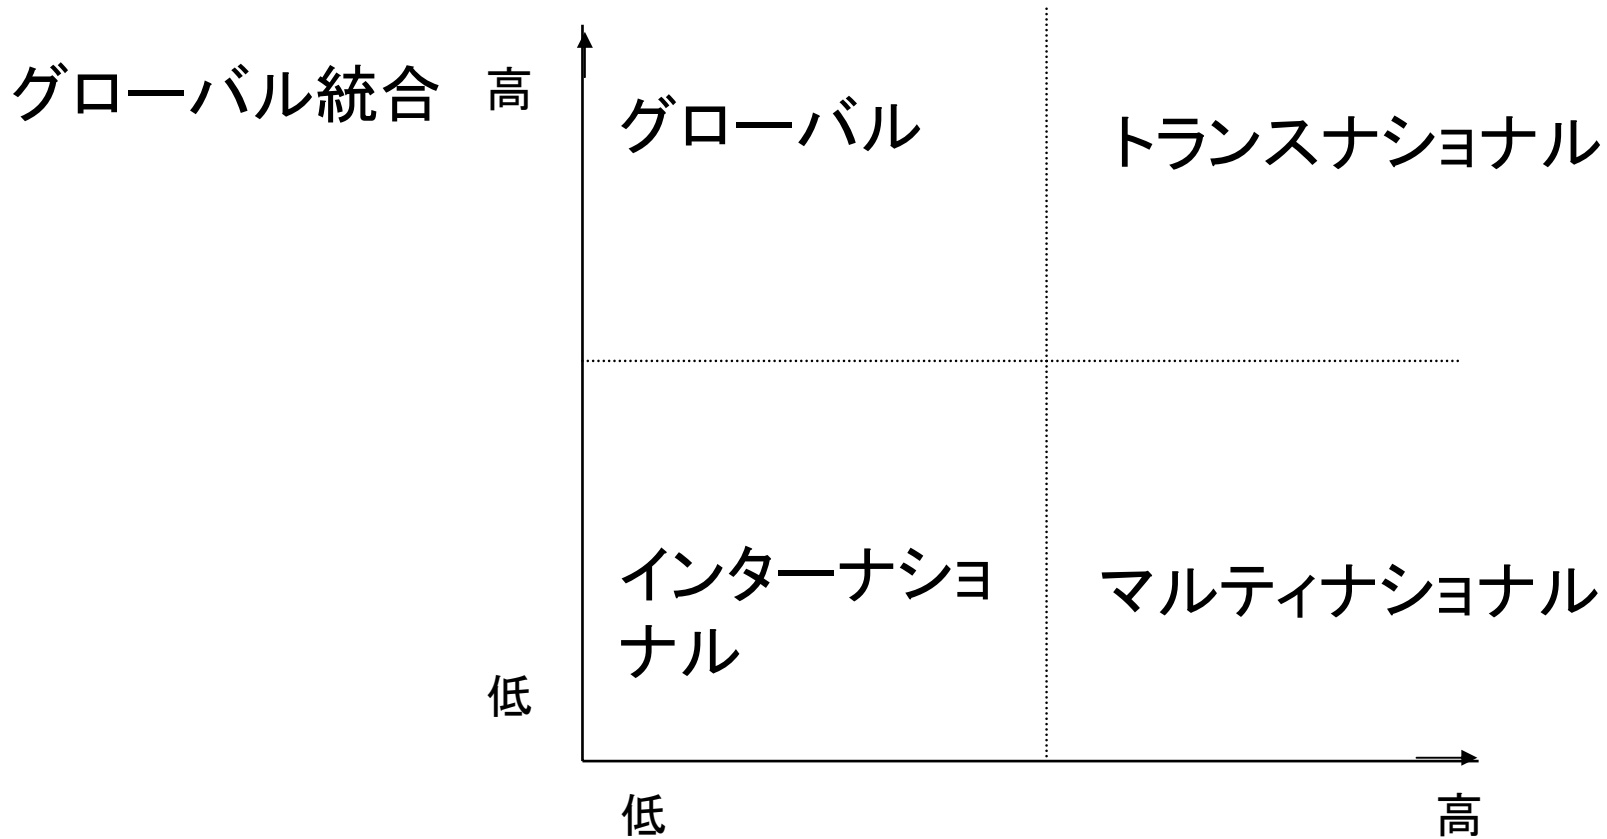 グローバル統合
高
グローバル
トランスナショナル
インターナショ
ナル
マルティナショナル
低
低
高